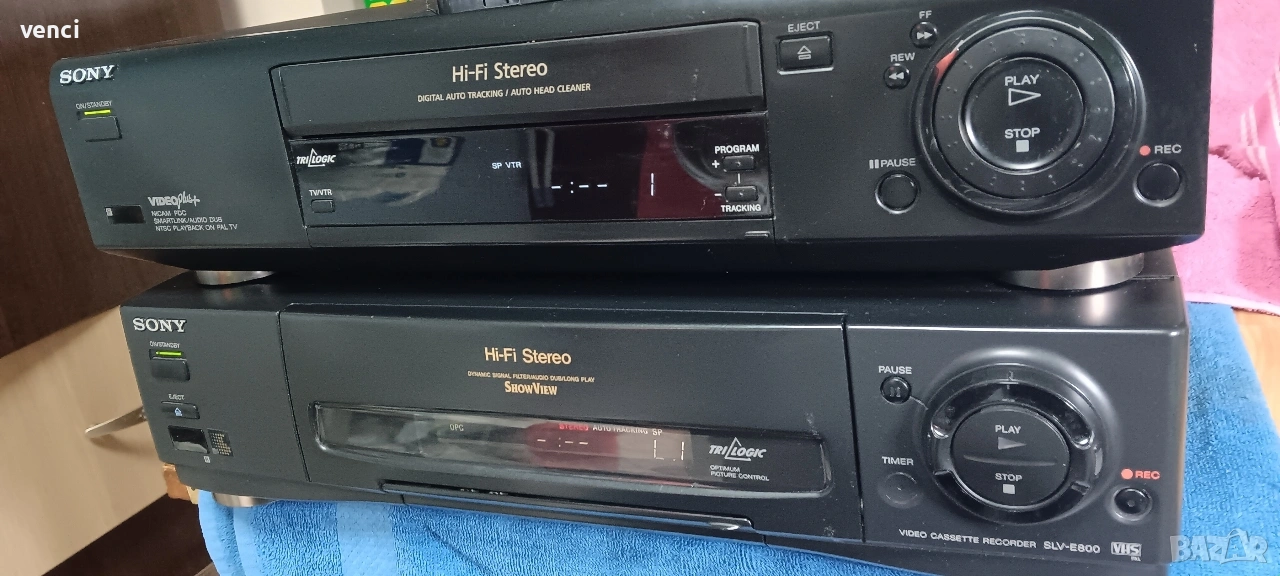 venci
SONY
ON/STANDBY
Hi-Fi Stereo
DIGITAL AUTO TRACKING / AUTO HEAD CLEANER
EJECT
FF
REW
PLAY
STOP
PAUSE
REC
TRILOGIC
TV/VTR
SP VTR
-:-- 1
PROGRAM
+
-
TRACKING
VIDEO plus+
NICAM PDC
SMARTLINK/AUDIO DUB
NTSC PLAYBACK ON PAL TV
SONY
ON/STANDBY
EJECT
Hi-Fi Stereo
DYNAMIC SIGNAL FILTER/AUDIO DUB/LONG PLAY
SHOWVIEW
OPC STEREO AUTO TRACKING SP
-:-- L1
TRILOGIC
OPTIMUM
PICTURE CONTROL
PAUSE
TIMER
PLAY
STOP
REC
VIDEO CASSETTE RECORDER SLV-E800 VHS
BAZAR